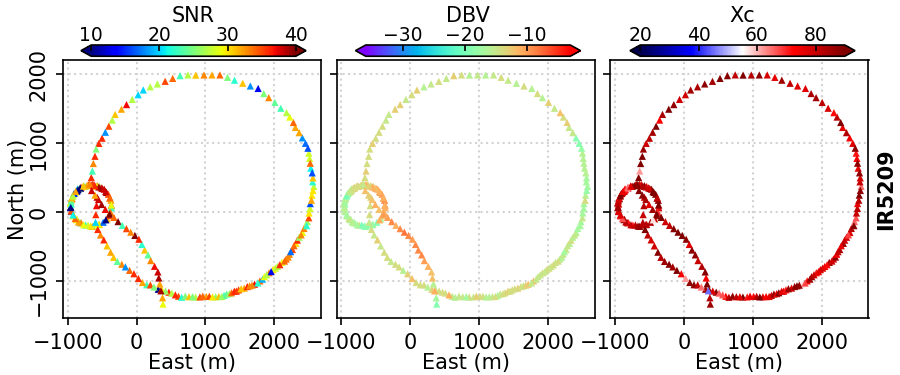 SNR
DBV
Xc
10 20 30 40
−30 −20 −10
20 40 60 80
2000
1000
0
−1000
North (m)
−1000 0 1000 2000
−1000 0 1000 2000
−1000 0 1000 2000
East (m)
East (m)
East (m)
IR5209